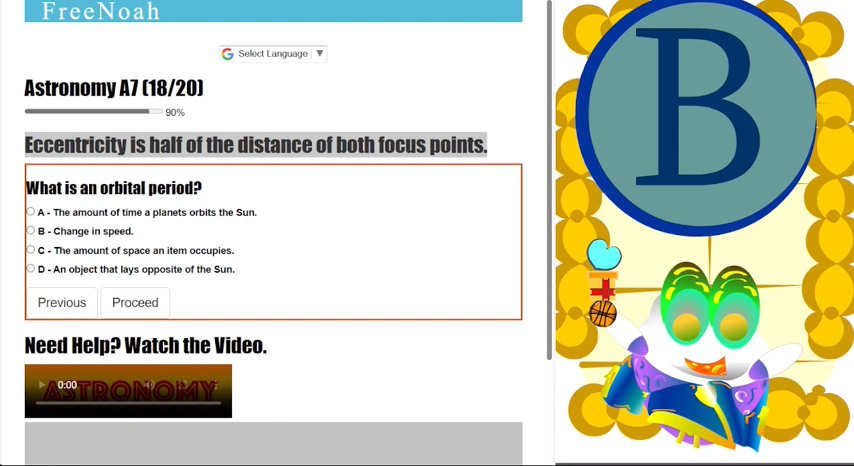 FreeNoah
G Select Language ▼
Astronomy A7 (18/20)
90%
Eccentricity is half of the distance of both focus points.
What is an orbital period?
A - The amount of time a planets orbits the Sun.
B - Change in speed.
C - The amount of space an item occupies.
D - An object that lays opposite of the Sun.
Previous Proceed
Need Help? Watch the Video.
0:00
ASTRONOMY
B